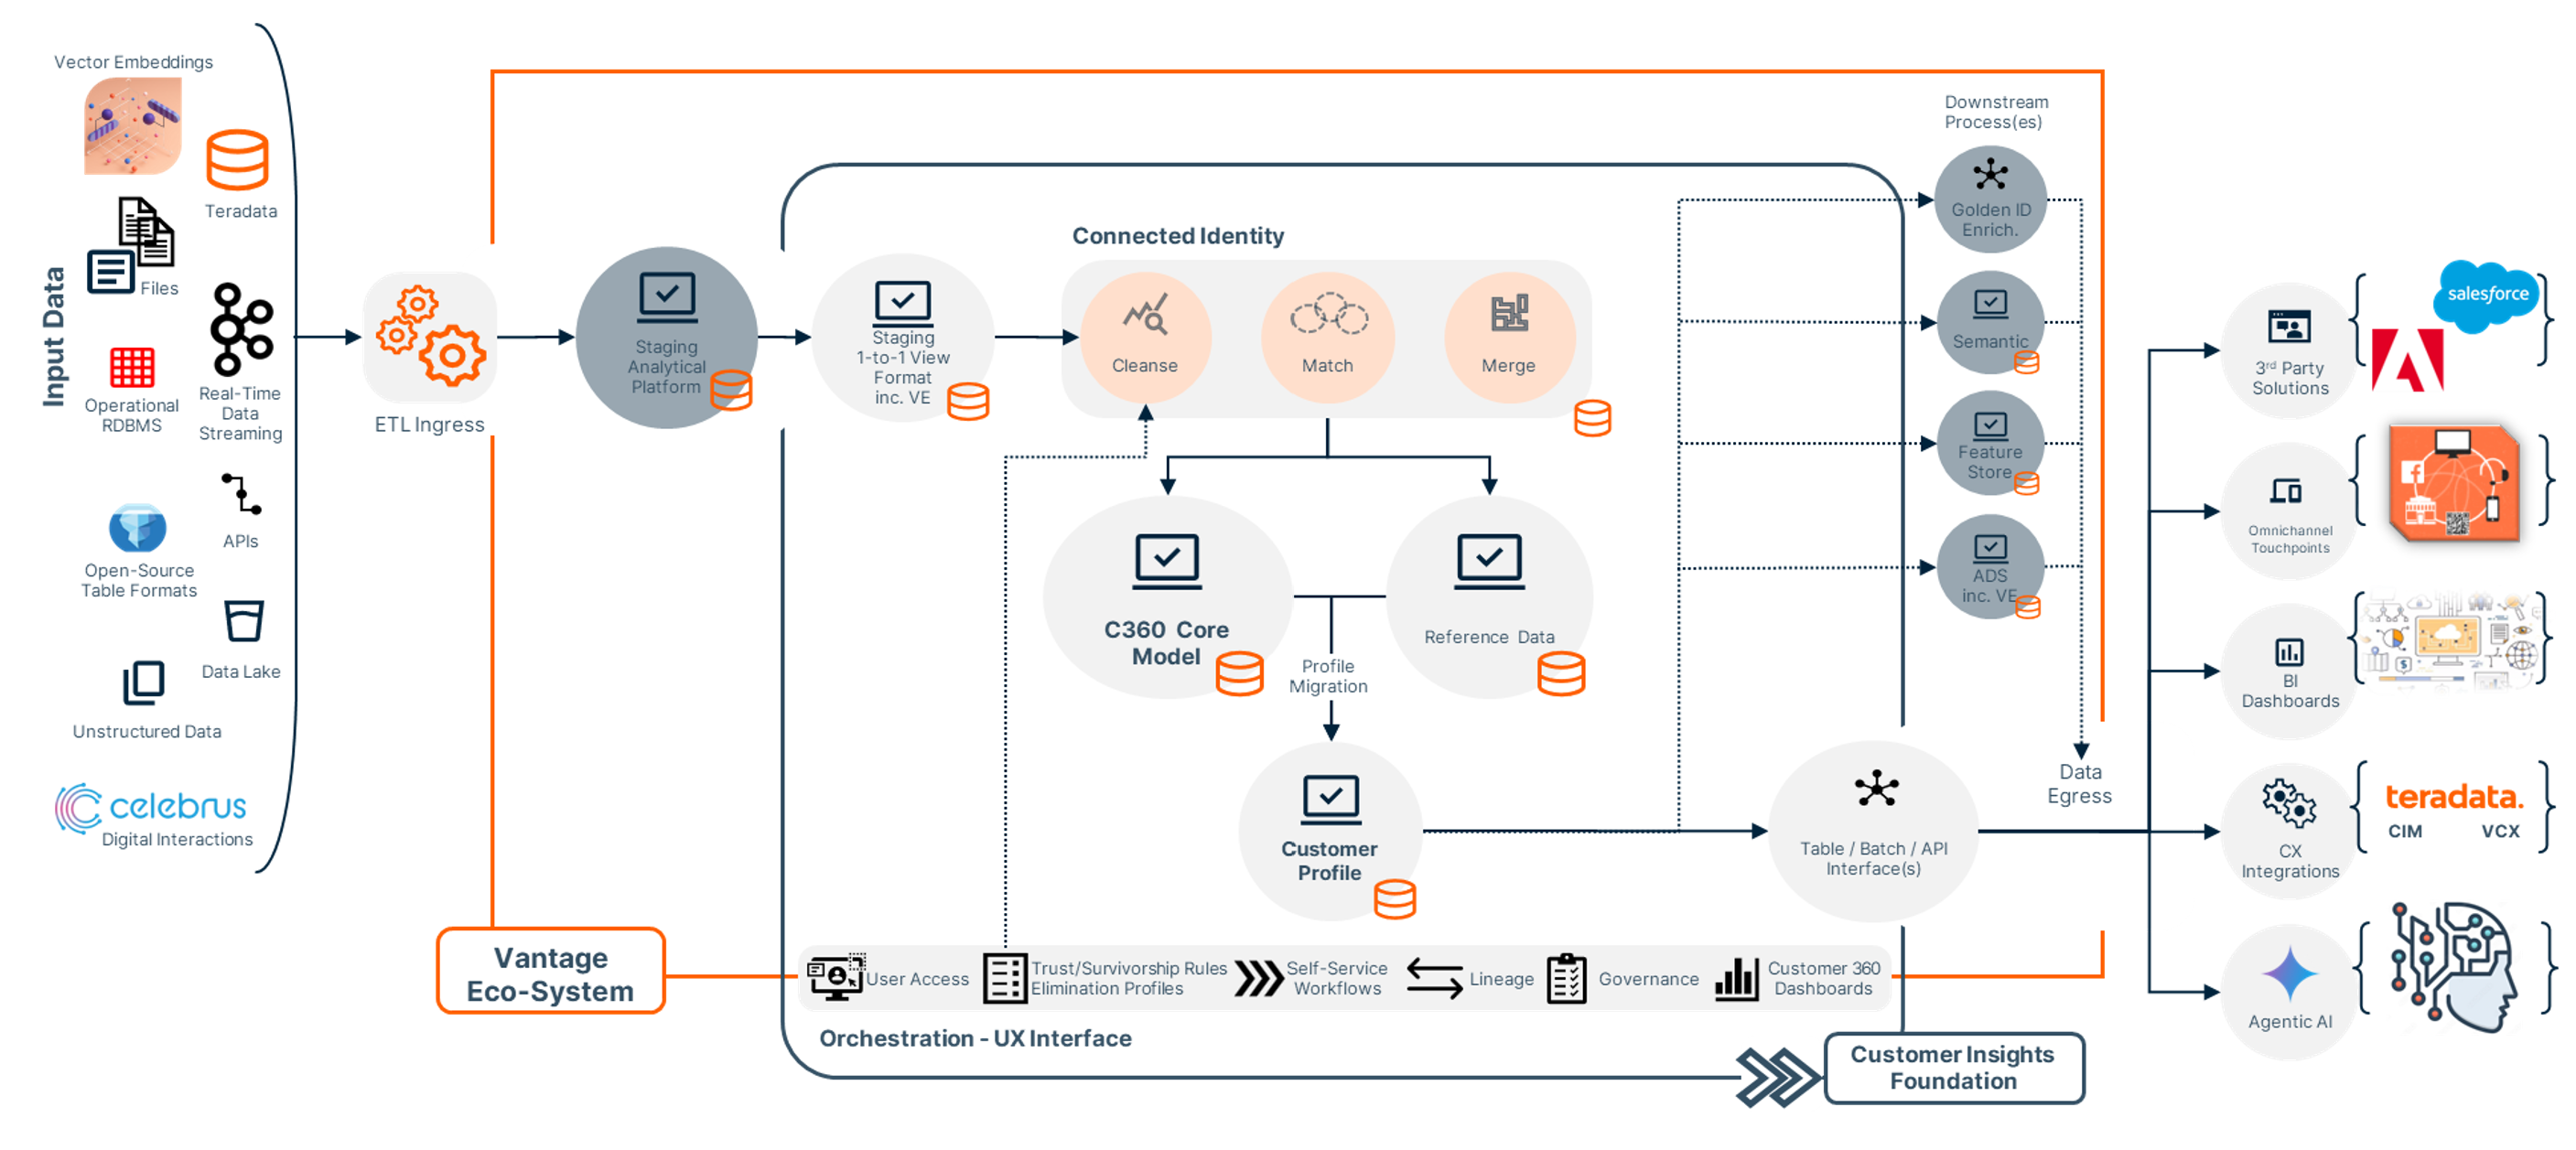 Input Data
Vector Embeddings
Teradata
Files
Operational
RDBMS
Real-Time
Data
Streaming
APIs
Open-Source
Table Formats
Data Lake
Unstructured Data
celebrus
Digital Interactions
ETL Ingress
Staging
Analytical
Platform
Staging
1-to-1 View
Format
inc. VE
Connected Identity
Cleanse
Match
Merge
C360 Core
Model
Reference Data
Profile
Migration
Customer
Profile
Downstream
Process(es)
Golden ID
Enrich.
Semantic
Feature
Store
ADS
inc. VE
Data
Egress
Table / Batch / API
Interface(s)
3rd Party
Solutions
salesforce
Omnichannel
Touchpoints
BI
Dashboards
CX
Integrations
teradata.
CIM VCX
Agentic AI
Vantage
Eco-System
User Access
Trust/Survivorship Rules
Elimination Profiles
Self-Service
Workflows
Lineage
Governance
Customer 360
Dashboards
Orchestration - UX Interface
Customer Insights
Foundation